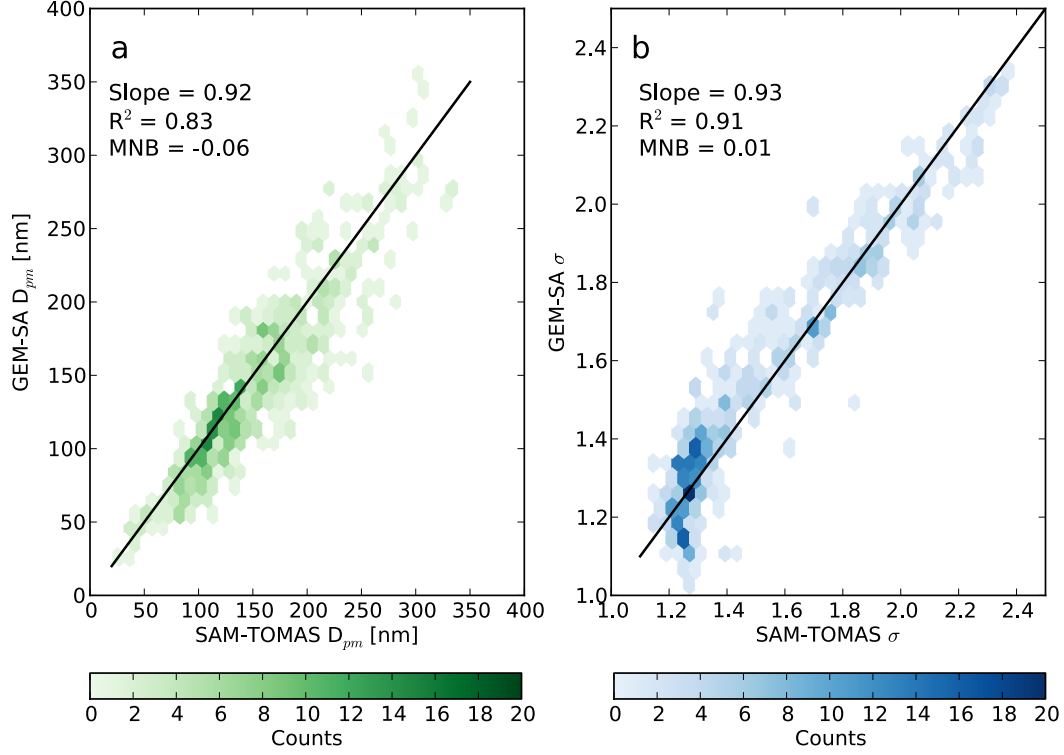 a
Slope = 0.92
R² = 0.83
MNB = -0.06
GEM-SA Dpm [nm]
400
350
300
250
200
150
100
50
0
0 50 100 150 200 250 300 350 400
SAM-TOMAS Dpm [nm]
0 2 4 6 8 10 12 14 16 18 20
Counts
b
Slope = 0.93
R² = 0.91
MNB = 0.01
GEM-SA σ
2.4
2.2
2.0
1.8
1.6
1.4
1.2
1.0
1.0 1.2 1.4 1.6 1.8 2.0 2.2 2.4
SAM-TOMAS σ
0 2 4 6 8 10 12 14 16 18 20
Counts